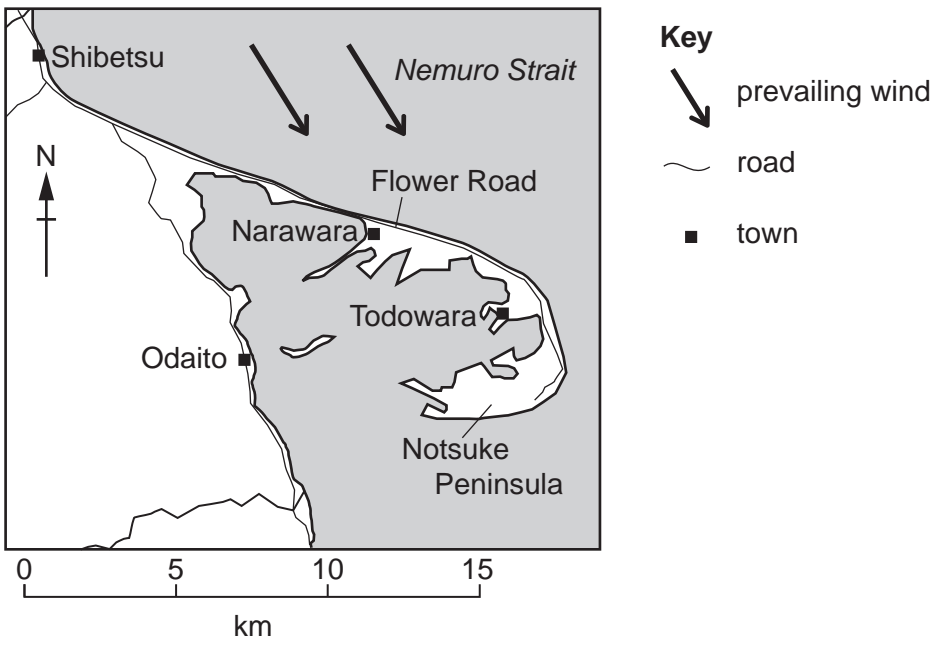 Shibetsu
Nemuro Strait
N
Flower Road
Narawara
Todowara
Odaito
Notsuke
Peninsula
0 5 10 15
km
Key
prevailing wind
road
town